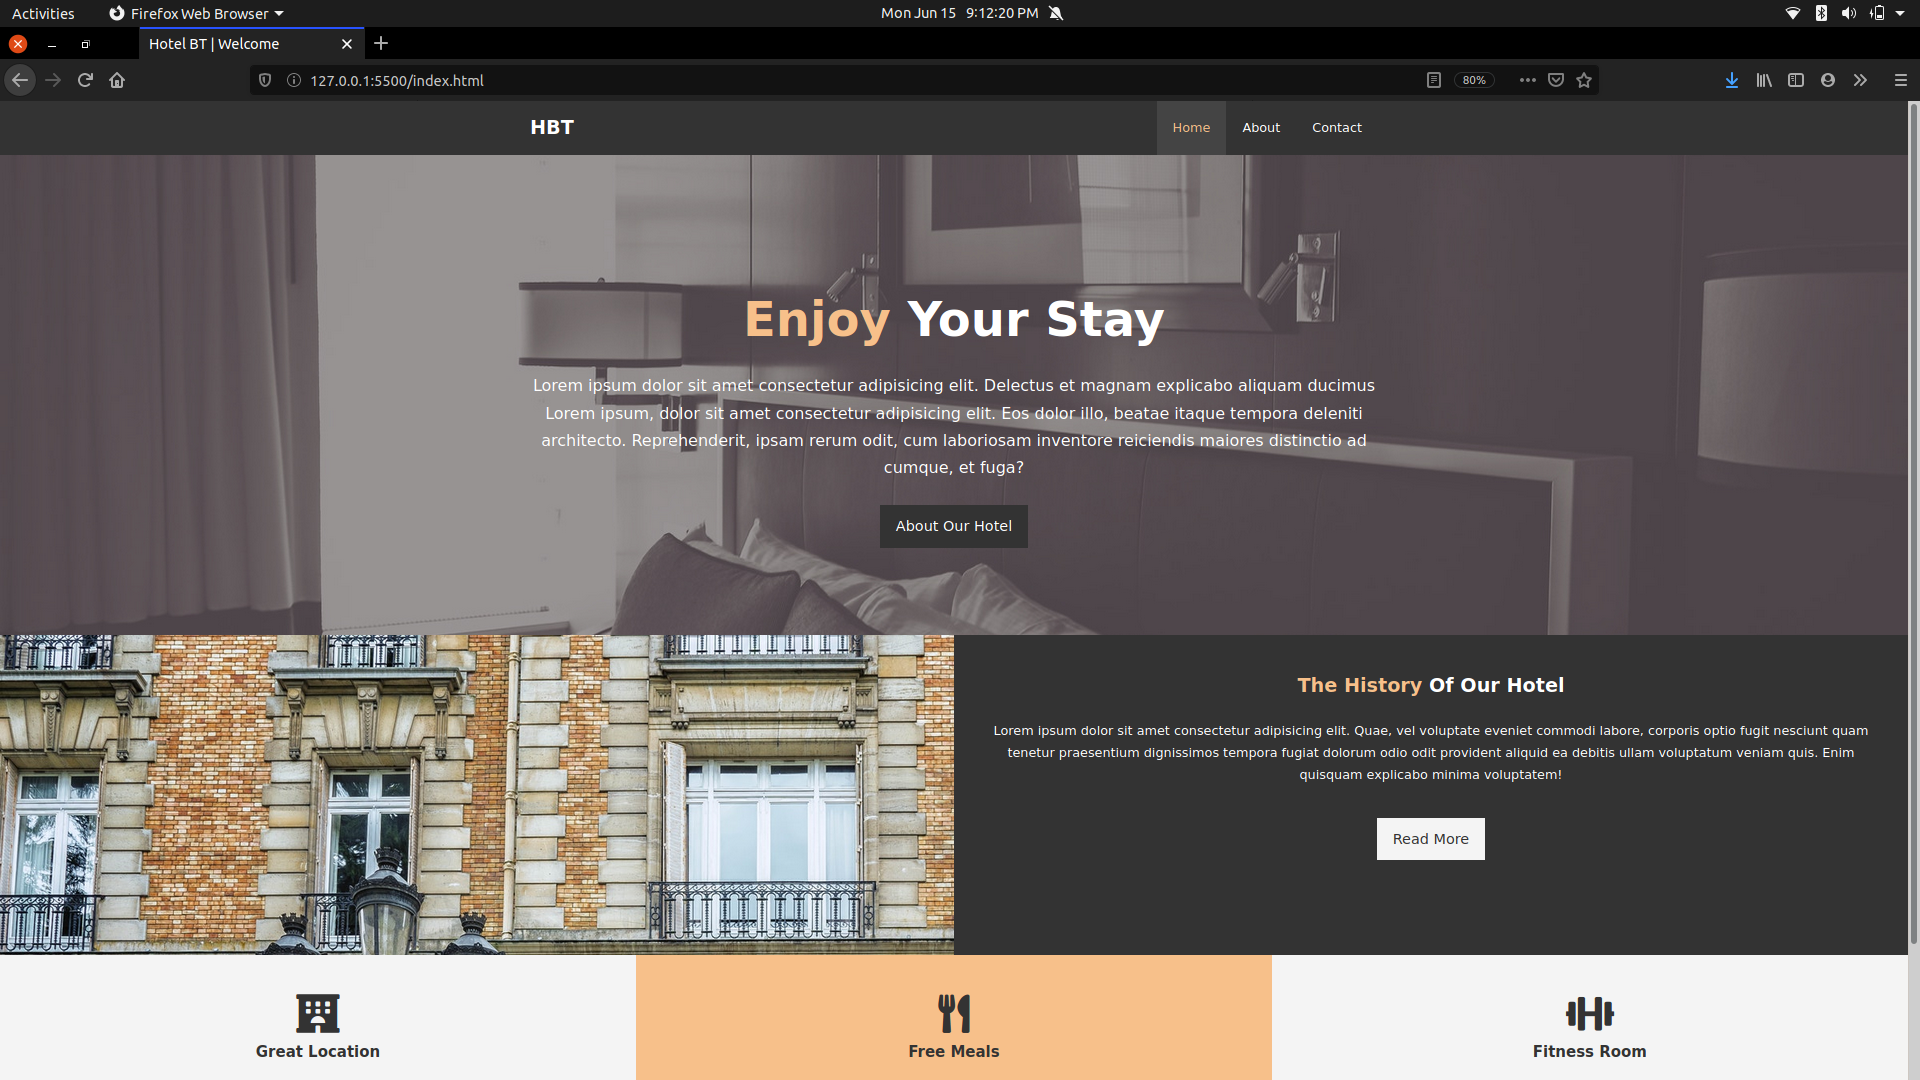 Activities
Firefox Web Browser
Mon Jun 15 9:12:20 PM
Hotel BT | Welcome
127.0.0.1:5500/index.html
80%
HBT
Home
About
Contact
Enjoy Your Stay
Lorem ipsum dolor sit amet consectetur adipisicing elit. Delectus et magnam explicabo aliquam ducimus
Lorem ipsum, dolor sit amet consectetur adipisicing elit. Eos dolor illo, beatae itaque tempora deleniti
architecto. Reprehenderit, ipsam rerum odit, cum laboriosam inventore reiciendis maiores distinctio ad
cumque, et fuga?
About Our Hotel
The History Of Our Hotel
Lorem ipsum dolor sit amet consectetur adipisicing elit. Quae, vel voluptate eveniet commodi labore, corporis optio fugit nesciunt quam
tenetur praesentium dignissimos tempora fugiat dolorum odio odit provident aliquid ea debitis ullam voluptatum veniam quis. Enim
quisquam explicabo minima voluptatem!
Read More
Great Location
Free Meals
Fitness Room